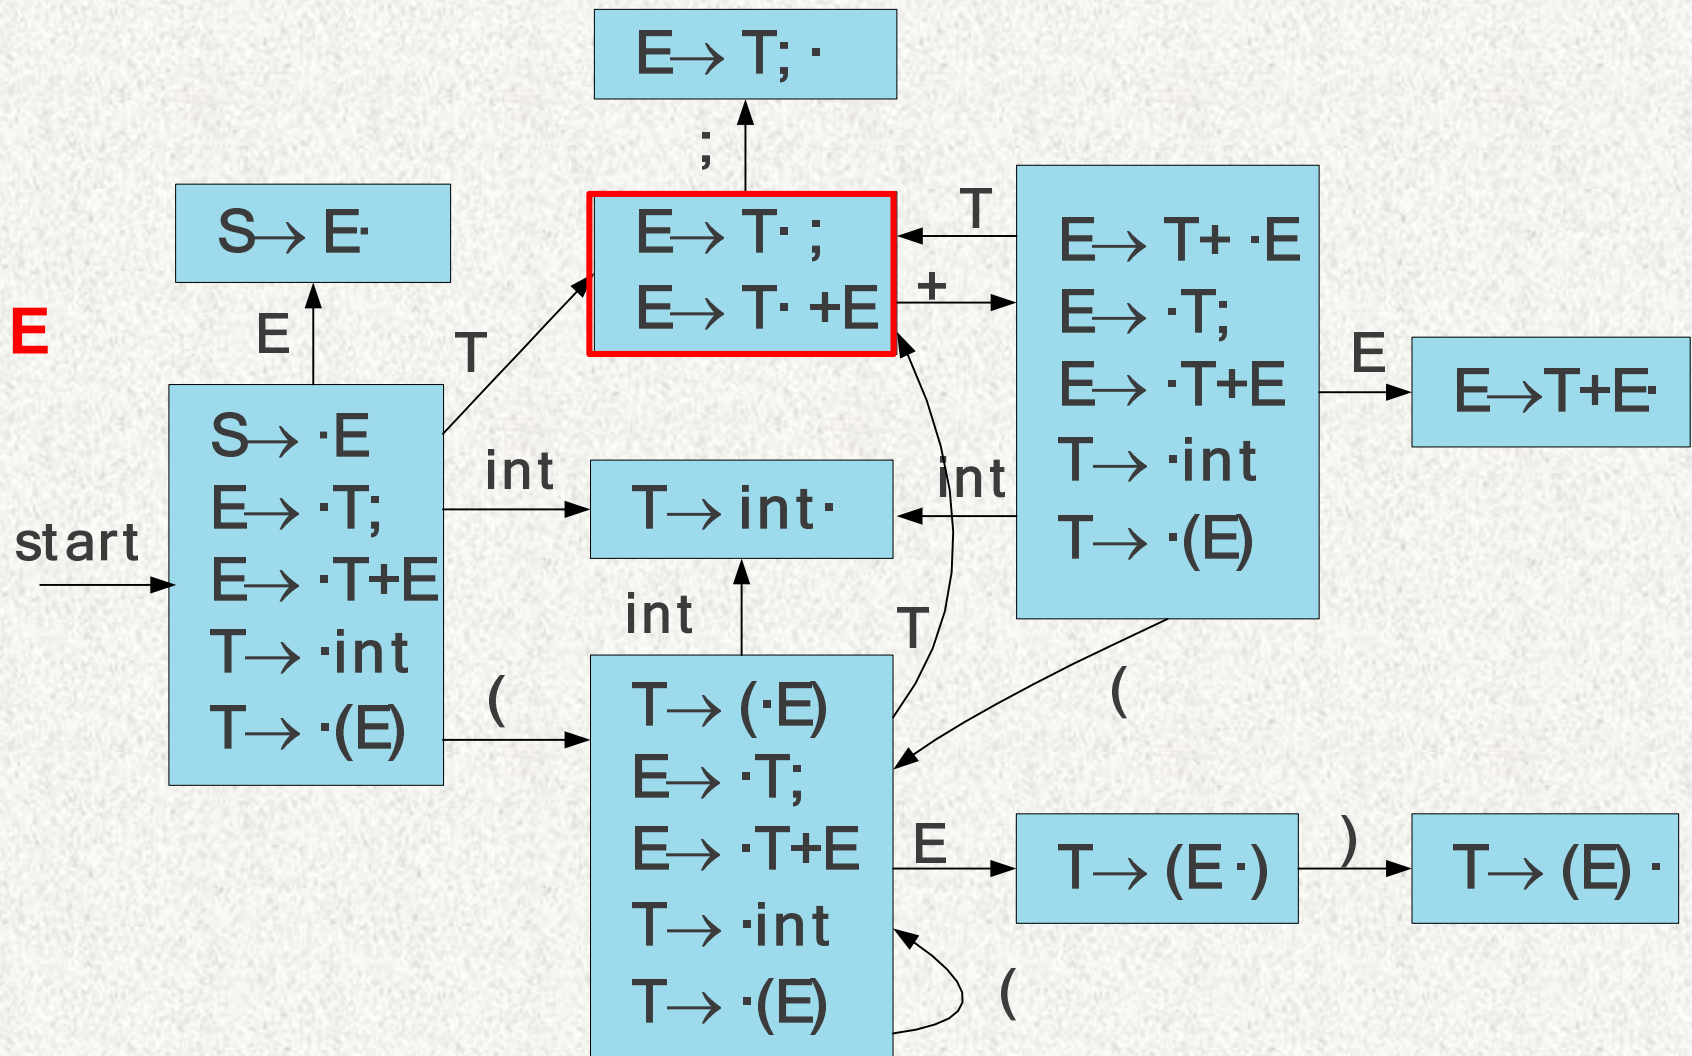 E→ T; ·
;
S→ E·
E→ T· ;
E→ T· +E
T
+
E→ T+ ·E
E→ ·T;
E→ ·T+E
T→ ·int
T→ ·(E)
E
E→T+E·
E
E
T
S→ ·E
E→ ·T;
E→ ·T+E
T→ ·int
T→ ·(E)
start
int
T→ int·
int
int
T
(
(
T→ (·E)
E→ ·T;
E→ ·T+E
T→ ·int
T→ ·(E)
E
T→ (E ·)
)
T→ (E) ·
(